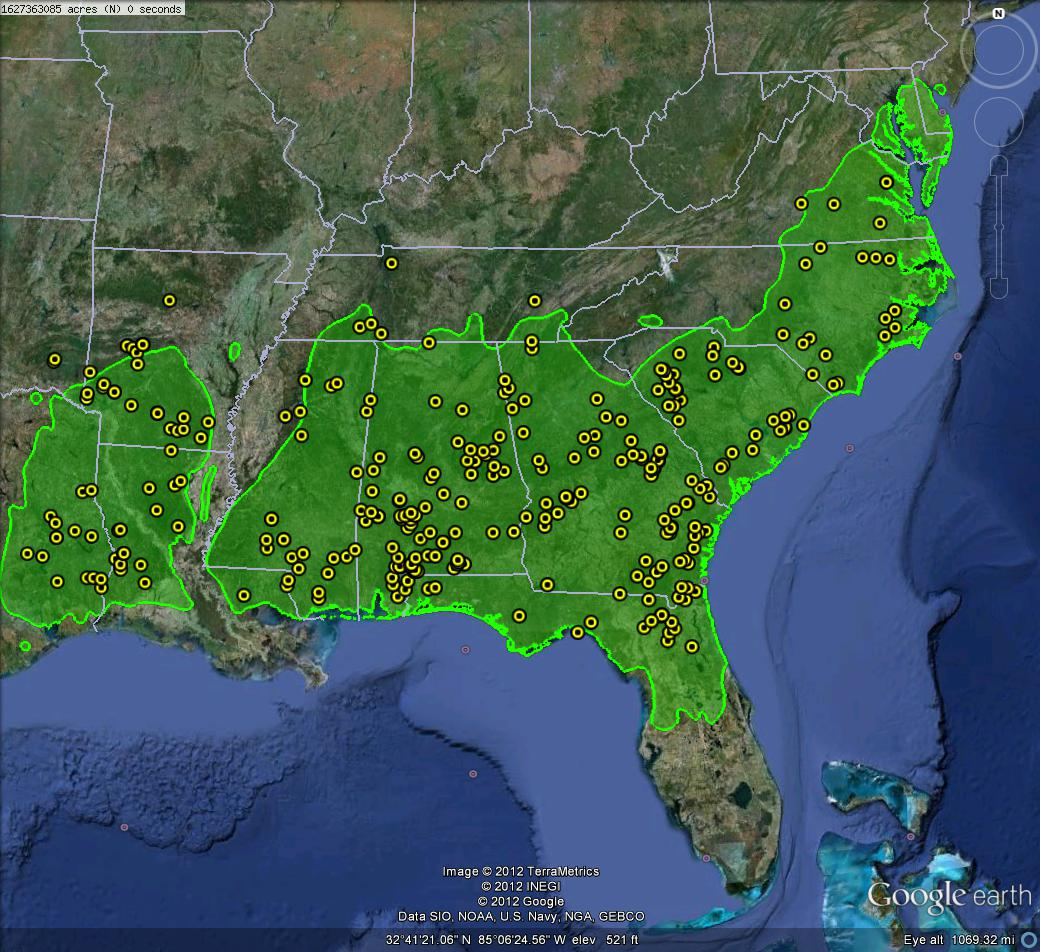 1627363085 acres (N) 0 seconds
N
Image © 2012 TerraMetrics
© 2012 INEGI
© 2012 Google
Data SIO, NOAA, U.S. Navy, NGA, GEBCO
Google earth
32°41'21.06" N 85°06'24.56" W elev 521 ft
Eye alt 1069.32 mi